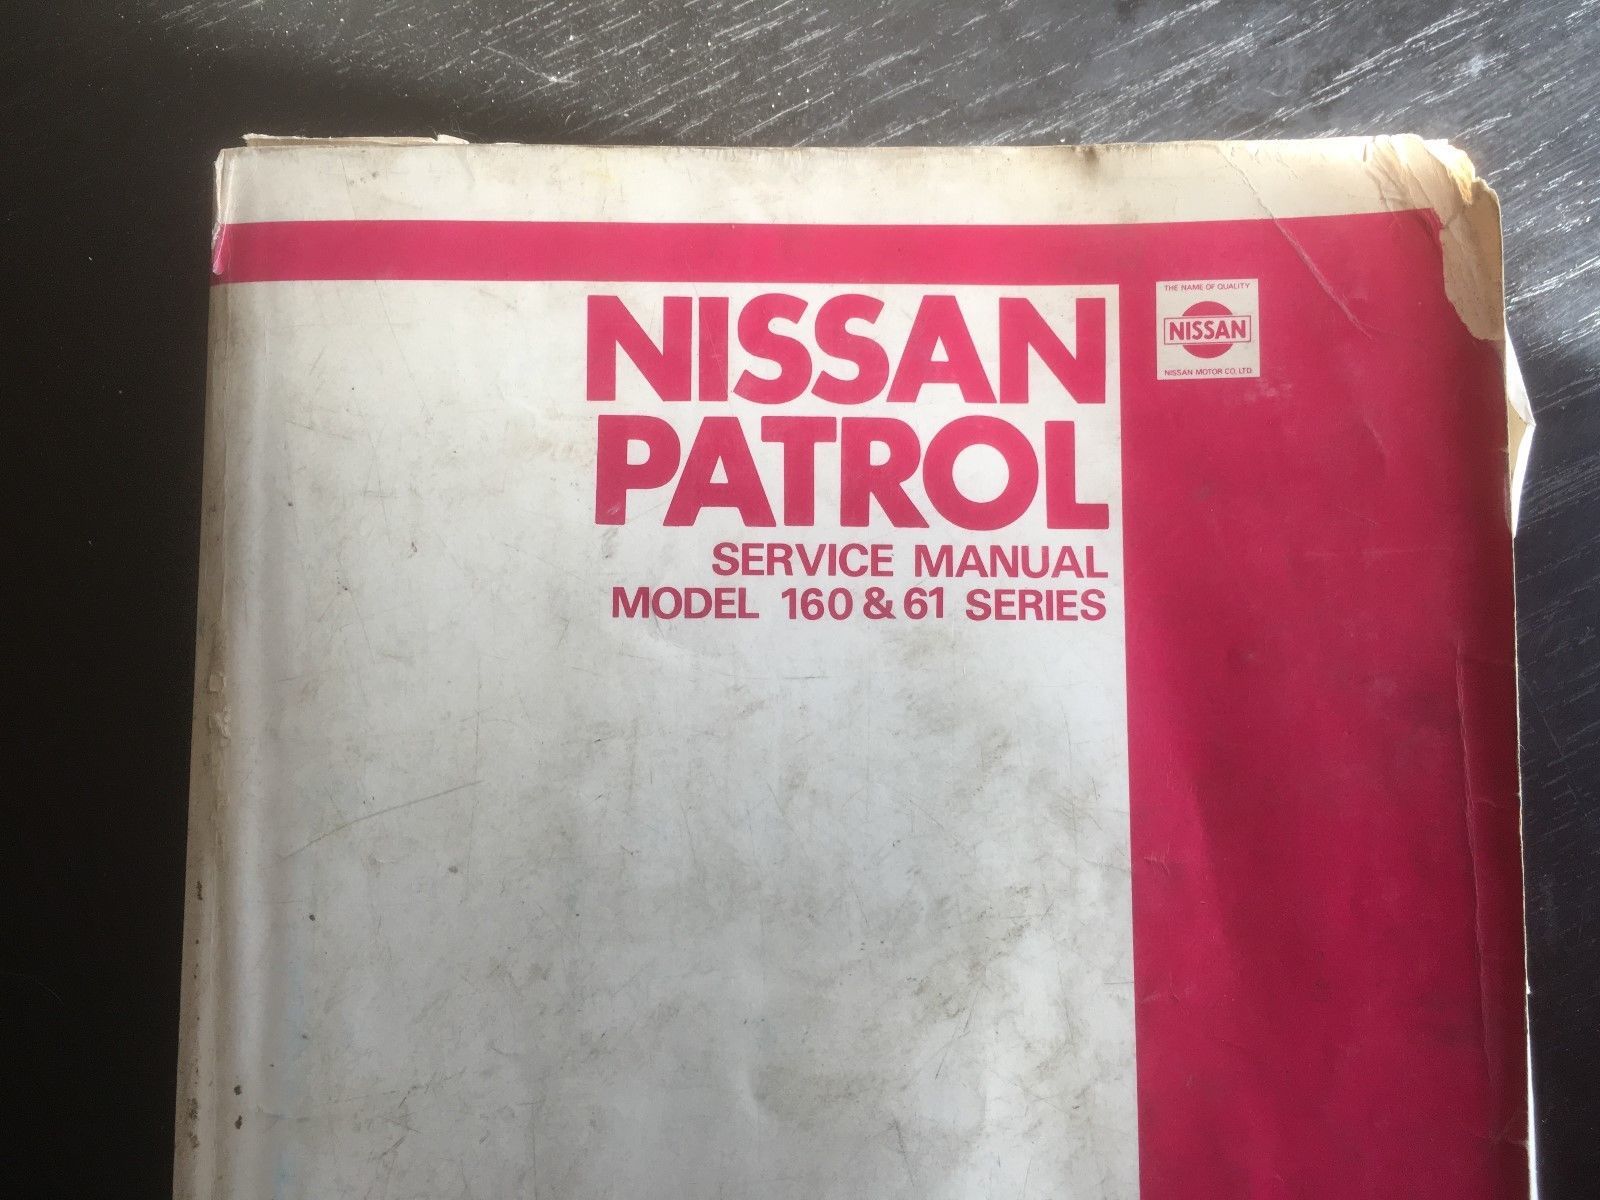 THE NAME OF QUALITY
NISSAN
NISSAN MOTOR CO., LTD.
NISSAN
PATROL
SERVICE MANUAL
MODEL 160 & 61 SERIES